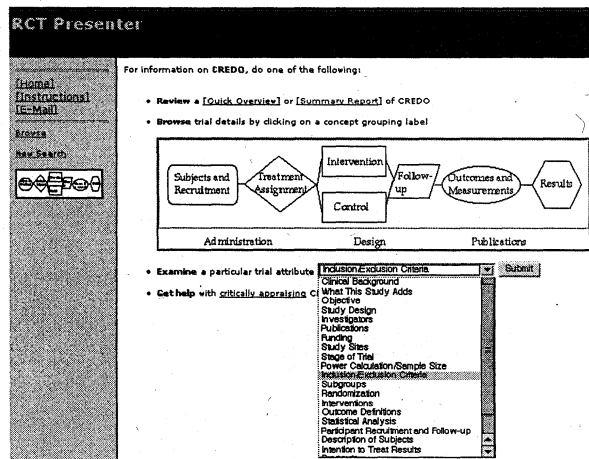 RCT Presenter
[Home]
[Instructions]
[E-Mail]
Browse
New Search
For information on CREDO, do one of the following:
• Review a [Quick Overview] or [Summary Report] of CREDO
• Browse trial details by clicking on a concept grouping label
Subjects and
Recruitment
Treatment
Assignment
Intervention
Control
Follow-
up
Outcomes and
Measurements
Results
Administration Design Publications
• Examine a particular trial attribute Inclusion/Exclusion Criteria Submit
• Get help with critically appraising
Clinical Background
What This Study Adds
Objective
Study Design
Investigators
Publications
Funding
Study Sites
Stage of Trial
Power Calculation/Sample Size
Inclusion/Exclusion Criteria
Subgroups
Randomization
Interventions
Outcome Definitions
Statistical Analysis
Participant Recruitment and Follow-up
Description of Subjects
Intention to Treat Results